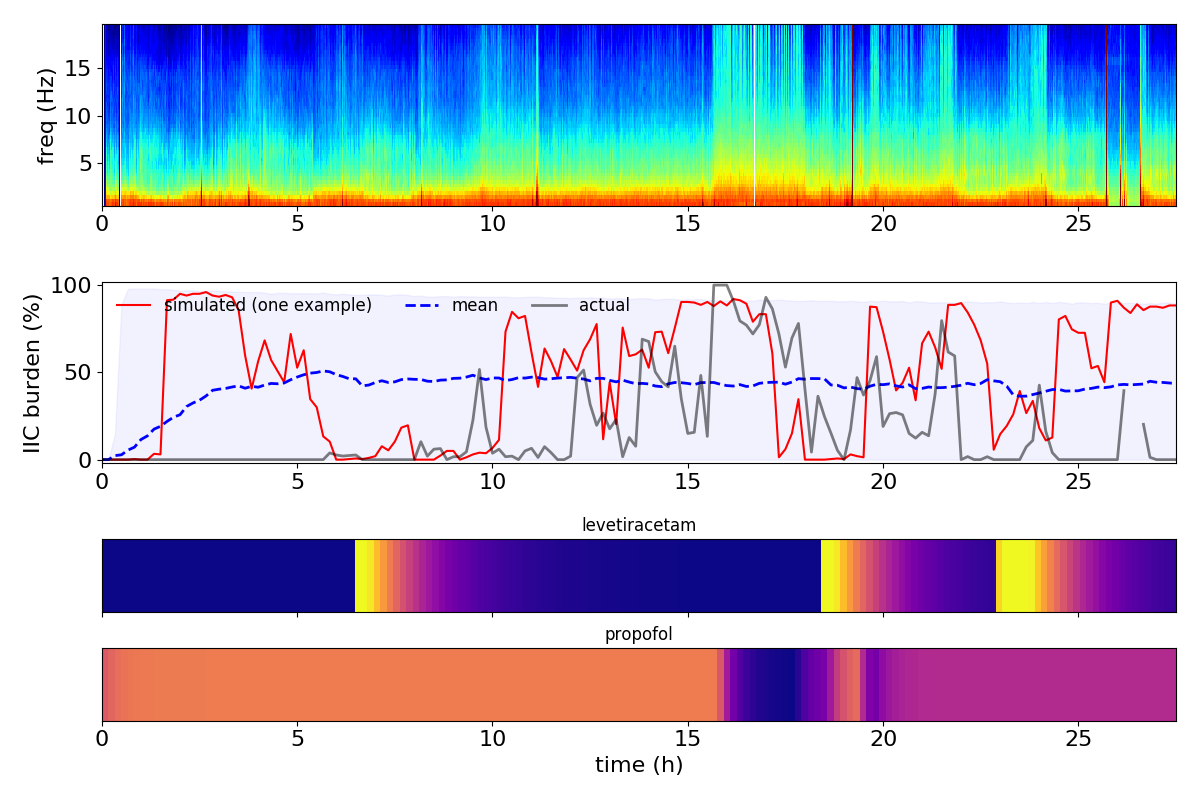 freq (Hz)
15
10
5
0 5 10 15 20 25
IIC burden (%)
100
50
0
simulated (one example) mean actual
0 5 10 15 20 25
levetiracetam
propofol
0 5 10 15 20 25
time (h)